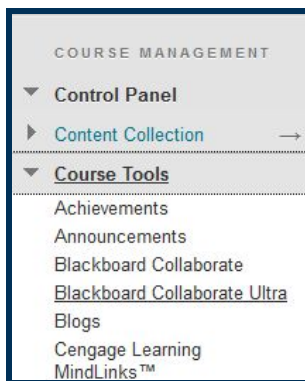 COURSE MANAGEMENT
Control Panel
Content Collection →
Course Tools
Achievements
Announcements
Blackboard Collaborate
Blackboard Collaborate Ultra
Blogs
Cengage Learning
MindLinks™